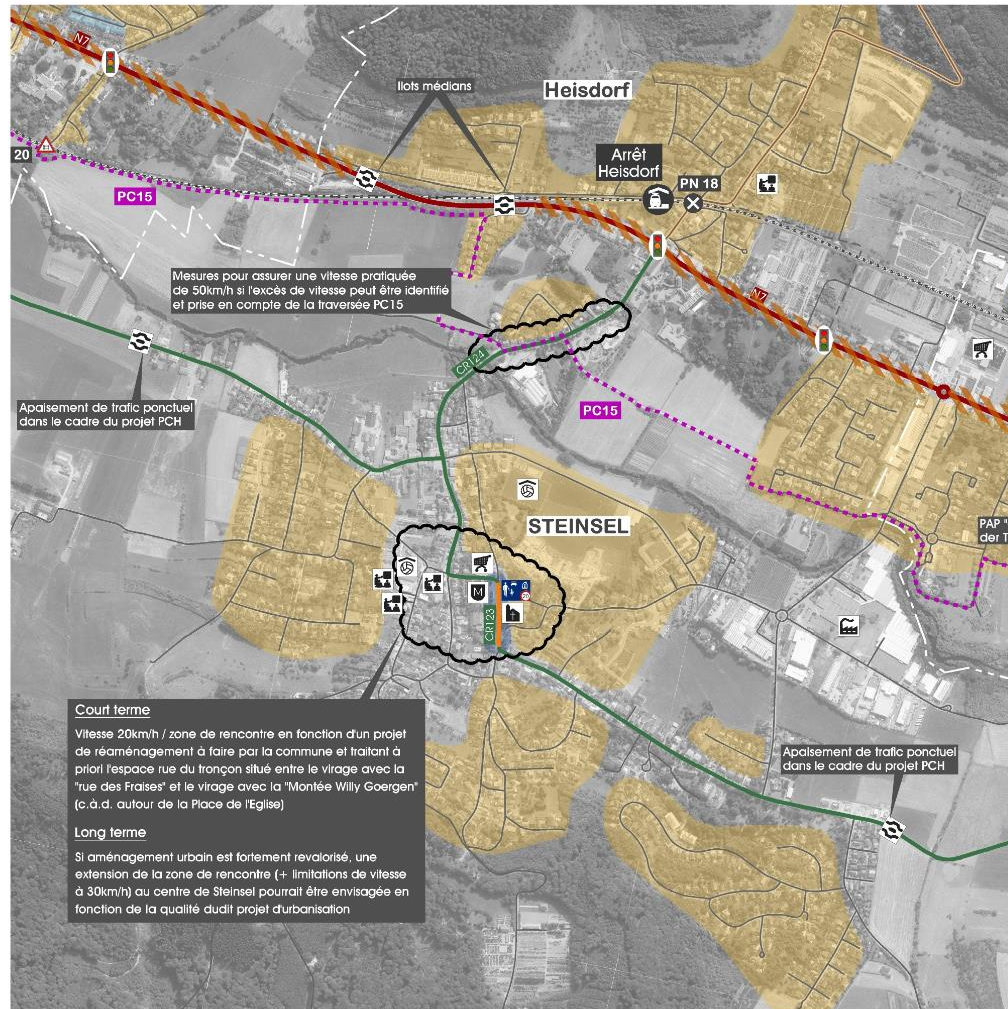 N7
Ilots médians
Heisdorf
20
Arrêt
Heisdorf
PN 18
PC15
Mesures pour assurer une vitesse pratiquée
de 50km/h si l'excès de vitesse peut être identifié
et prise en compte de la traversée PC15
N7
CR124
Apaisement de trafic ponctuel
dans le cadre du projet PCH
PC15
STEINSEL
PAP "
der T
M
20
CR123
Court terme
Vitesse 20km/h / zone de rencontre en fonction d'un projet
de réaménagement à faire par la commune et traitant à
priori l'espace rue du tronçon situé entre le virage avec la
"rue des Fraises" et le virage avec la "Montée Willy Goergen"
(c.à.d. autour de la Place de l'Eglise)
Long terme
Si aménagement urbain est fortement revalorisé, une
extension de la zone de rencontre (+ limitations de vitesse
à 30km/h) au centre de Steinsel pourrait être envisagée en
fonction de la qualité dudit projet d'urbanisation
Apaisement de trafic ponctuel
dans le cadre du projet PCH